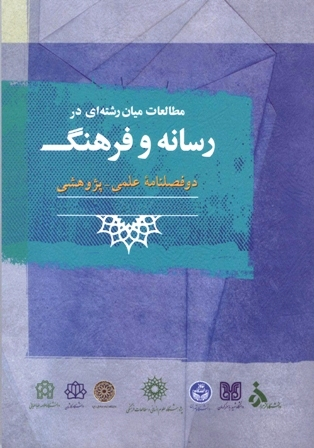 مطالعات میان رشته‌ای در
رسانه و فرهنگ
دوفصلنامهٔ علمی - پژوهشی